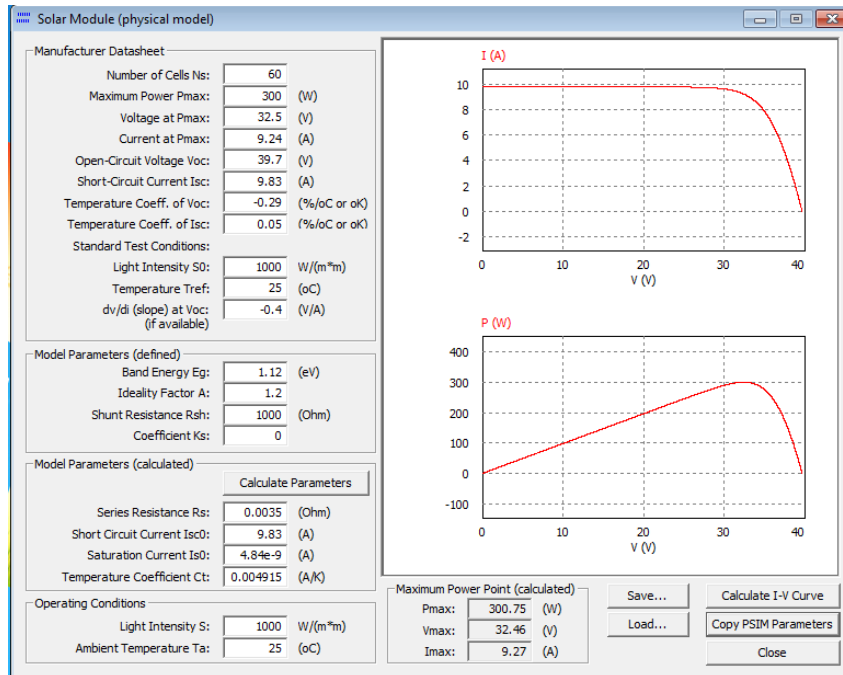 Solar Module (physical model)
Manufacturer Datasheet
Number of Cells Ns: 60
Maximum Power Pmax: 300 (W)
Voltage at Pmax: 32.5 (V)
Current at Pmax: 9.24 (A)
Open-Circuit Voltage Voc: 39.7 (V)
Short-Circuit Current Isc: 9.83 (A)
Temperature Coeff. of Voc: -0.29 (%/oC or oK)
Temperature Coeff. of Isc: 0.05 (%/oC or oK)
Standard Test Conditions:
Light Intensity S0: 1000 W/(m*m)
Temperature Tref: 25 (oC)
dv/di (slope) at Voc: -0.4 (V/A)
(if available)
Model Parameters (defined)
Band Energy Eg: 1.12 (eV)
Ideality Factor A: 1.2
Shunt Resistance Rsh: 1000 (Ohm)
Coefficient Ks: 0
Model Parameters (calculated)
Calculate Parameters
Series Resistance Rs: 0.0035 (Ohm)
Short Circuit Current Isc0: 9.83 (A)
Saturation Current Is0: 4.84e-9 (A)
Temperature Coefficient Ct: 0.004915 (A/K)
Operating Conditions
Light Intensity S: 1000 W/(m*m)
Ambient Temperature Ta: 25 (oC)
I (A)
10
8
6
4
2
0
-2
0 10 20 30 40
V (V)
P (W)
400
300
200
100
0
-100
0 10 20 30 40
V (V)
Maximum Power Point (calculated)
Pmax: 300.75 (W)
Vmax: 32.46 (V)
Imax: 9.27 (A)
Save... Calculate I-V Curve
Load... Copy PSIM Parameters
Close